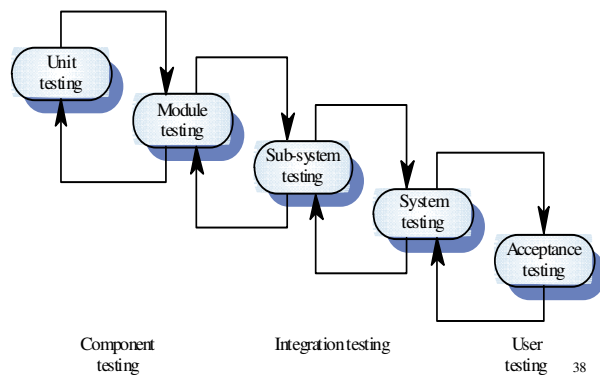 Unit
testing
Module
testing
Sub-system
testing
System
testing
Acceptance
testing
Component
testing
Integration testing
User
testing
38